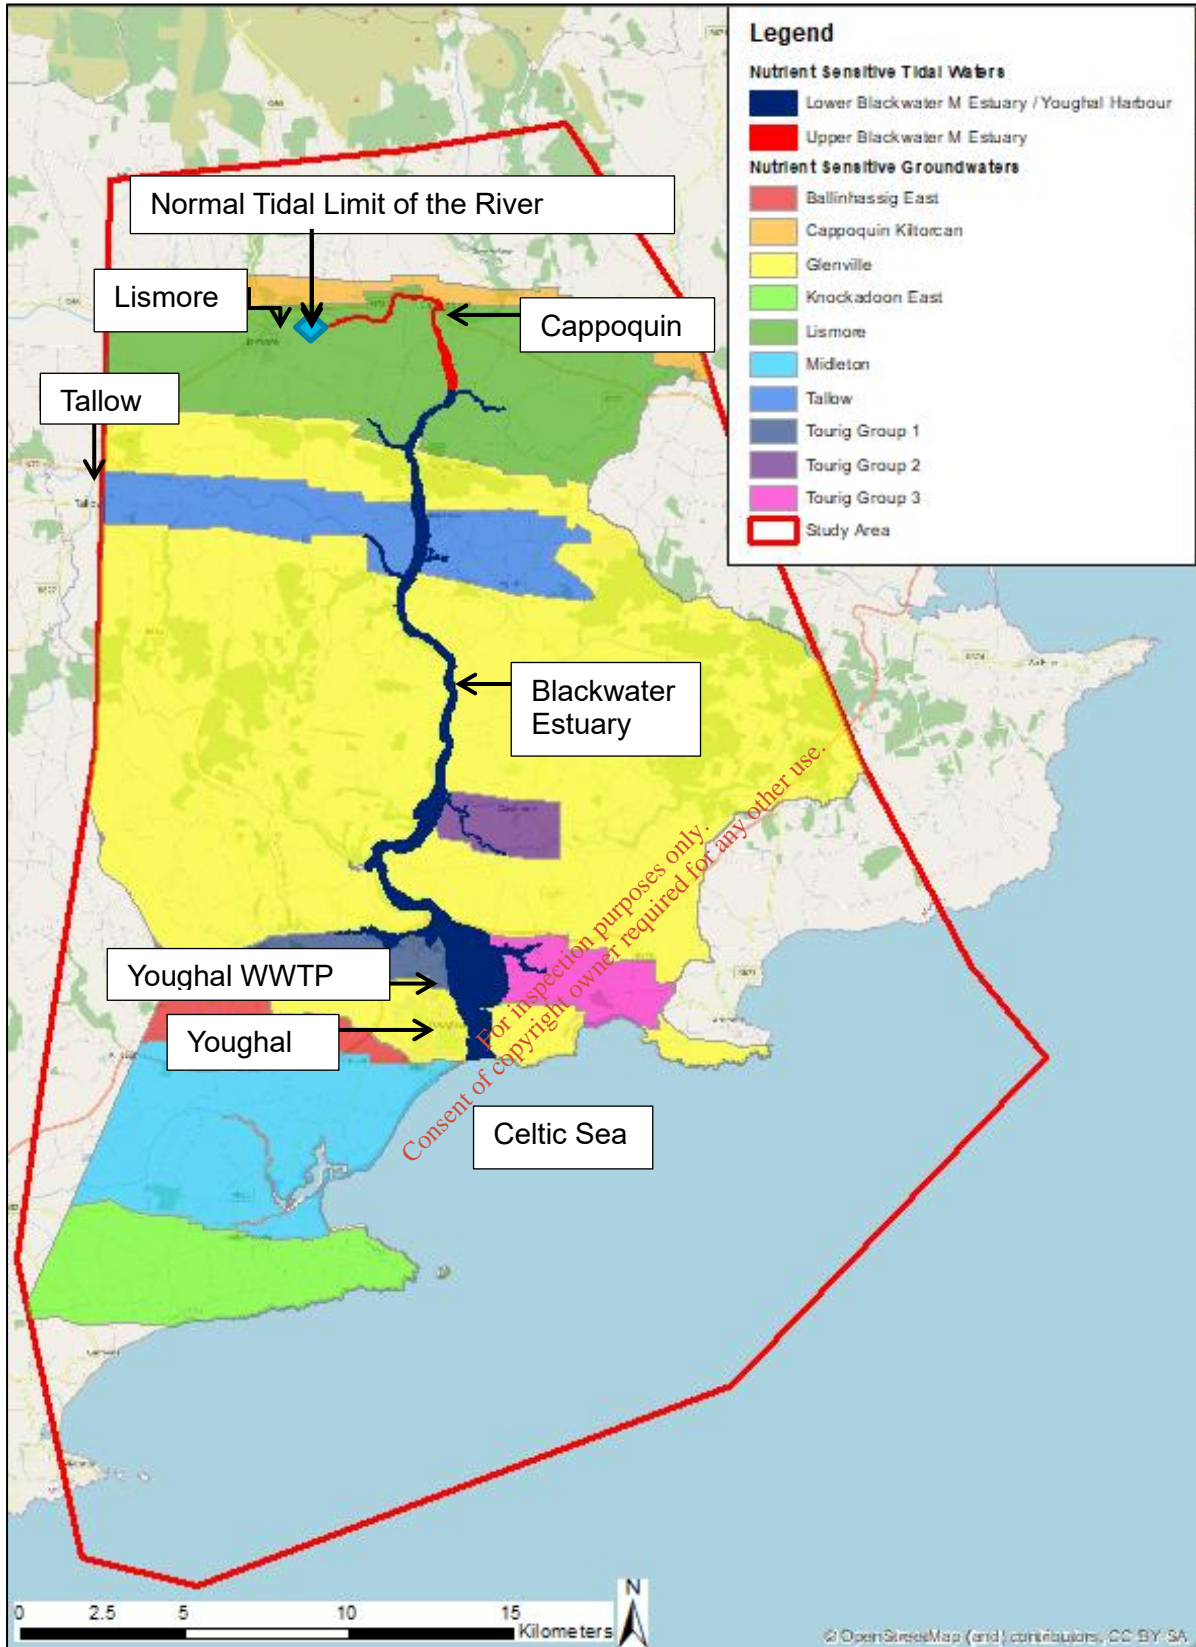 Legend
Nutrient Sensitive Tidal Waters
Lower Blackwater M Estuary / Youghal Harbour
Upper Blackwater M Estuary
Nutrient Sensitive Groundwaters
Ballinhassig East
Cappoquin Kiltorcan
Glenville
Knockadoon East
Lismore
Midleton
Tallow
Tourig Group 1
Tourig Group 2
Tourig Group 3
Study Area
Normal Tidal Limit of the River
Lismore
Cappoquin
Tallow
Tallow
Blackwater
Estuary
Youghal WWTP
Youghal
Celtic Sea
For inspection purposes only.
Consent of copyright owner required for any other use.
0 2.5 5 10 15
Kilometers
N
© OpenStreetMap (and) contributors, CC BY-SA